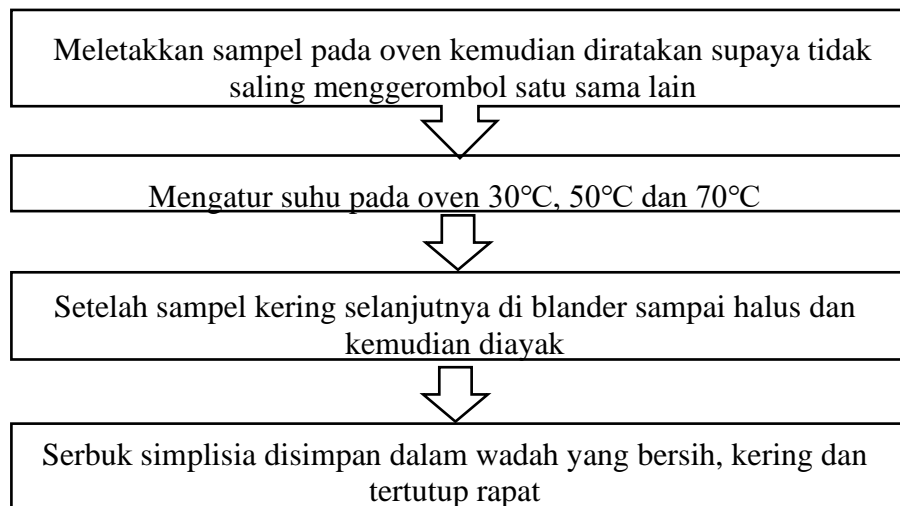 Meletakkan sampel pada oven kemudian diratakan supaya tidak
saling menggerombol satu sama lain
Mengatur suhu pada oven 30°C, 50°C dan 70°C
Setelah sampel kering selanjutnya di blander sampai halus dan
kemudian diayak
Serbuk simplisia disimpan dalam wadah yang bersih, kering dan
tertutup rapat